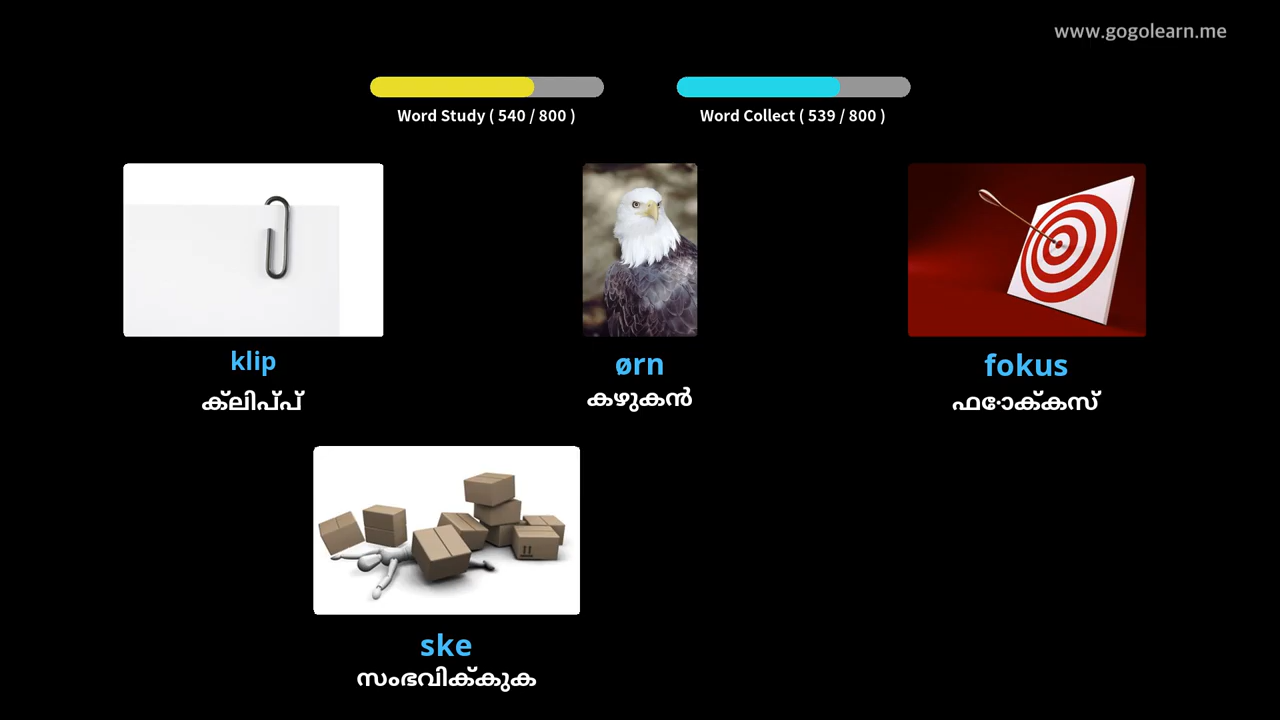 www.gogolearn.me
Word Study ( 540 / 800 )
Word Collect ( 539 / 800 )
klip
ക്ലിപ്പ്
ørn
കഴുകൻ
fokus
ഫോക്കസ്
ske
സംഭവിക്കുക